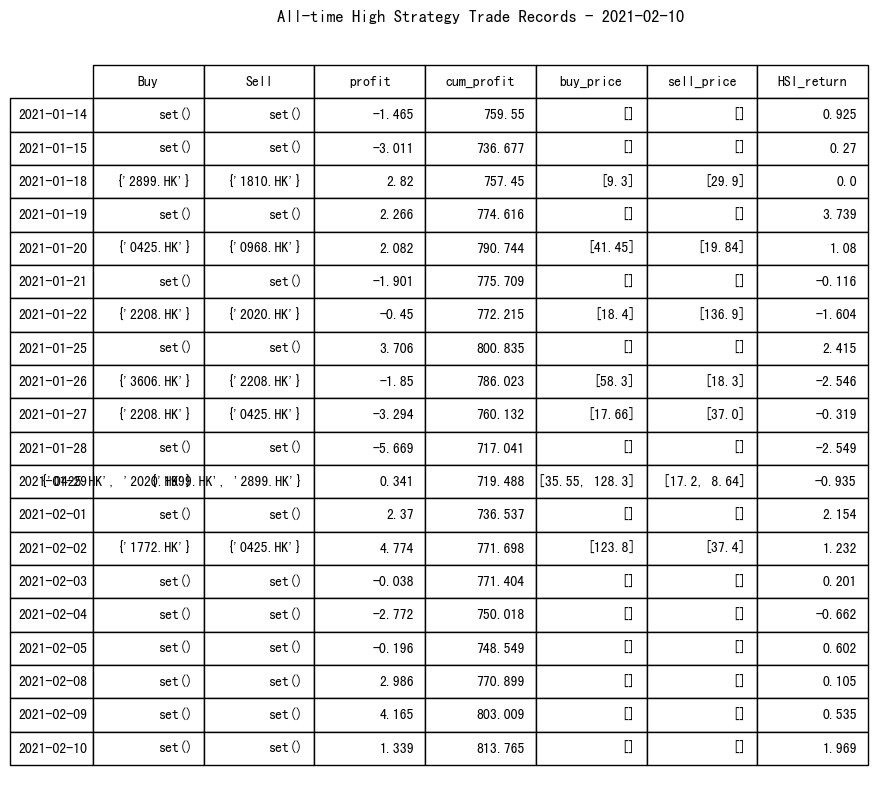 All-time High Strategy Trade Records - 2021-02-10
Buy Sell profit cum_profit buy_price sell_price HSI_return
2021-01-14 set() set() -1.465 759.55 [] [] 0.925
2021-01-15 set() set() -3.011 736.677 [] [] 0.27
2021-01-18 {'2899.HK'} {'1810.HK'} 2.82 757.45 [9.3] [29.9] 0.0
2021-01-19 set() set() 2.266 774.616 [] [] 3.739
2021-01-20 {'0425.HK'} {'0968.HK'} 2.082 790.744 [41.45] [19.84] 1.08
2021-01-21 set() set() -1.901 775.709 [] [] -0.116
2021-01-22 {'2208.HK'} {'2020.HK'} -0.45 772.215 [18.4] [136.9] -1.604
2021-01-25 set() set() 3.706 800.835 [] [] 2.415
2021-01-26 {'3606.HK'} {'2208.HK'} -1.85 786.023 [58.3] [18.3] -2.546
2021-01-27 {'2208.HK'} {'0425.HK'} -3.294 760.132 [17.66] [37.0] -0.319
2021-01-28 set() set() -5.669 717.041 [] [] -2.549
2021-01-29 {'0425.HK', '2020.HK'} '2899.HK'} 0.341 719.488 [35.55, 128.3] [17.2, 8.64] -0.935
2021-02-01 set() set() 2.37 736.537 [] [] 2.154
2021-02-02 {'1772.HK'} {'0425.HK'} 4.774 771.698 [123.8] [37.4] 1.232
2021-02-03 set() set() -0.038 771.404 [] [] 0.201
2021-02-04 set() set() -2.772 750.018 [] [] -0.662
2021-02-05 set() set() -0.196 748.549 [] [] 0.602
2021-02-08 set() set() 2.986 770.899 [] [] 0.105
2021-02-09 set() set() 4.165 803.009 [] [] 0.535
2021-02-10 set() set() 1.339 813.765 [] [] 1.969